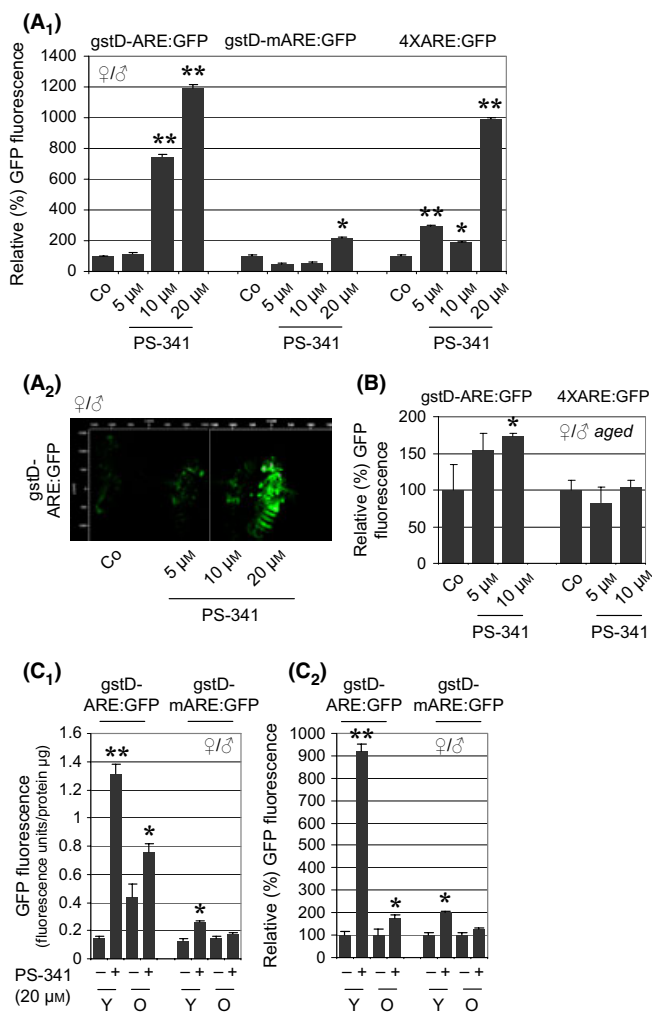 (A1)
gstD-ARE:GFP gstD-mARE:GFP 4XARE:GFP
♀/♂
Relative (%) GFP fluorescence
1400
1200
1000
800
600
400
200
0
** ** * ** * **
Co 5 µM 10 µM 20 µM Co 5 µM 10 µM 20 µM Co 5 µM 10 µM 20 µM
PS-341 PS-341 PS-341
(A2)
♀/♂
gstD-
ARE:GFP
Co 5 µM 10 µM 20 µM
PS-341
(B)
gstD-ARE:GFP 4XARE:GFP
♀/♂ aged
Relative (%) GFP
fluorescence
200
150
100
50
0
*
Co 5 µM 10 µM Co 5 µM 10 µM
PS-341 PS-341
(C1)
gstD- gstD-
ARE:GFP mARE:GFP
♀/♂
GFP fluorescence
(fluorescence units/protein µg)
1.6
1.4
1.2
1
0.8
0.6
0.4
0.2
0
** * *
PS-341 – + – + – + – +
(20 µM) Y O Y O
(C2)
gstD- gstD-
ARE:GFP mARE:GFP
♀/♂
Relative (%) GFP fluorescence
1000
900
800
700
600
500
400
300
200
100
0
** * *
– + – + – + – +
Y O Y O